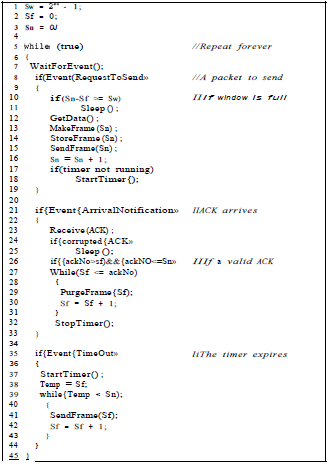 1 Sw = 2m - 1;
2 Sf = 0;
3 Sn = OJ
4
5 while (true) //Repeat forever
6 {
7 WaitForEvent();
8 if(Event(RequestToSend» //A packet to send
9 {
10 if(Sn-Sf >= Sw) IIIf window is full
11 Sleep();
12 GetData();
13 MakeFrame(Sn);
14 StoreFrame(Sn);
15 SendFrame(Sn);
16 Sn = Sn + 1;
17 if(timer not running)
18 StartTimer{);
19 }
20
21 if{Event{ArrivalNotification» IIACK arrives
22 {
23 Receive(ACK);
24 if{corrupted{ACK»
25 Sleep();
26 if{{ackNo>sf)&&{ackNO<=Sn» IIIf a valid ACK
27 While(Sf <= ackNo)
28 {
29 PurgeFrame{Sf);
30 Sf = Sf + 1;
31 }
32 StopTimer();
33 }
34
35 if{Event{TimeOut» IiThe timer expires
36 {
37 StartTimer();
38 Temp = Sf;
39 while{Temp < Sn);
40 {
41 SendFrame(Sf);
42 Sf = Sf + 1;
43 }
44 }
45 }